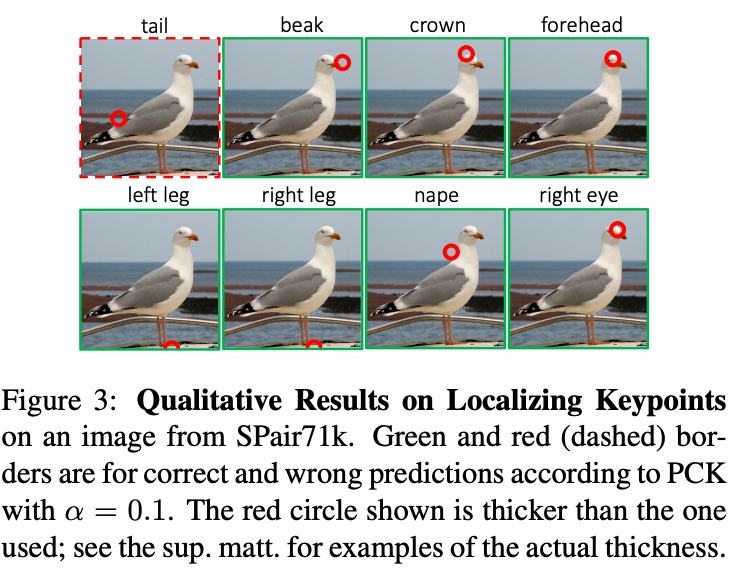 tail beak crown forehead
left leg right leg nape right eye
Figure 3: Qualitative Results on Localizing Keypoints
on an image from SPair71k. Green and red (dashed) bor-
ders are for correct and wrong predictions according to PCK
with α = 0.1. The red circle shown is thicker than the one
used; see the sup. matt. for examples of the actual thickness.